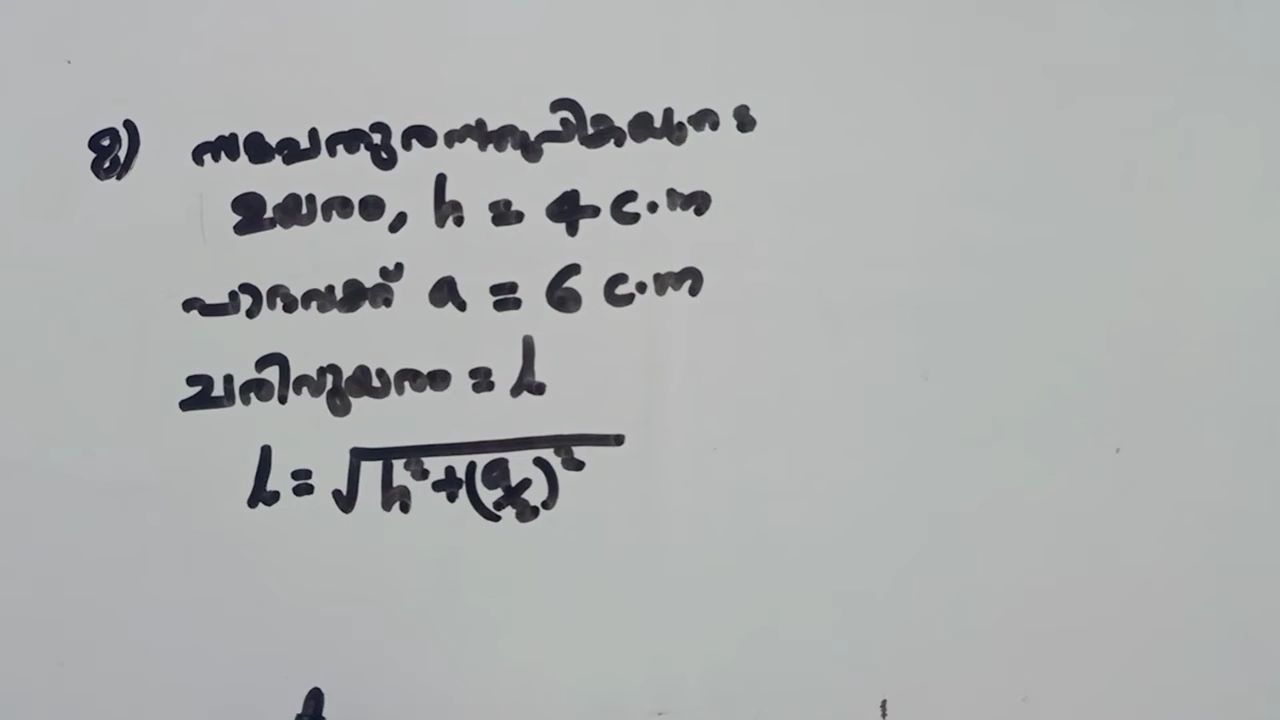 8) സമചതുരസ്തൂപികയുടെ
ഉയരം, h = 4 c.m
പാദവക്ക് a = 6 c.m
ചരിവുയരം = l
l = √h²+(a/2)²